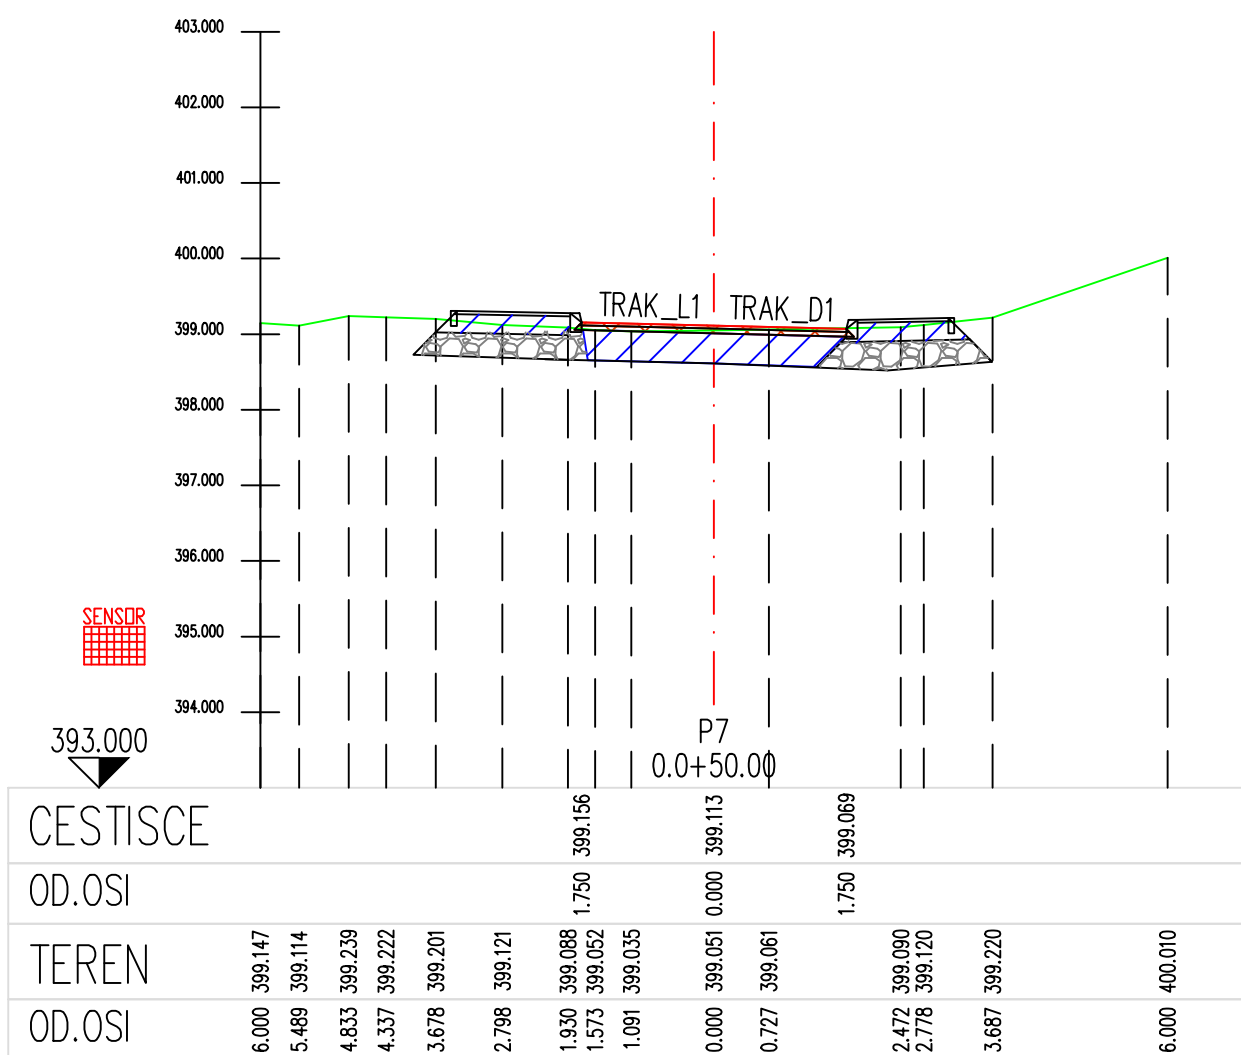 403.000
402.000
401.000
400.000
399.000
398.000
397.000
396.000
395.000
394.000
TRAK_L1 TRAK_D1
SENSOR
393.000
P7
0.0+50.00
CESTISCE 399.156 399.113 399.069
OD.OSI 1.750 0.000 1.750
TEREN 399.147 399.114 399.239 399.222 399.201 399.121 399.088 399.052 399.035 399.051 399.061 399.090 399.120 399.220 400.010
OD.OSI 6.000 5.489 4.833 4.337 3.678 2.798 1.930 1.573 1.091 0.000 0.727 2.472 2.778 3.687 6.000